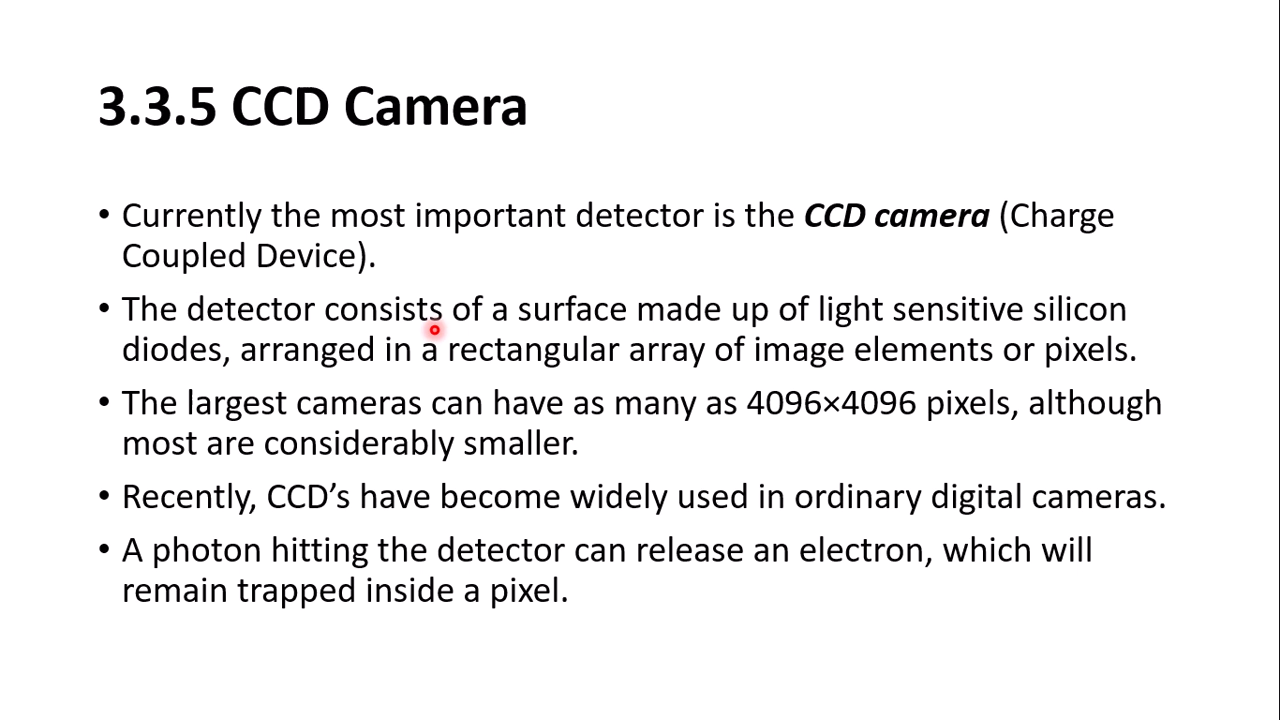 3.3.5 CCD Camera
• Currently the most important detector is the CCD camera (Charge
Coupled Device).
• The detector consists of a surface made up of light sensitive silicon
diodes, arranged in a rectangular array of image elements or pixels.
• The largest cameras can have as many as 4096×4096 pixels, although
most are considerably smaller.
• Recently, CCD’s have become widely used in ordinary digital cameras.
• A photon hitting the detector can release an electron, which will
remain trapped inside a pixel.